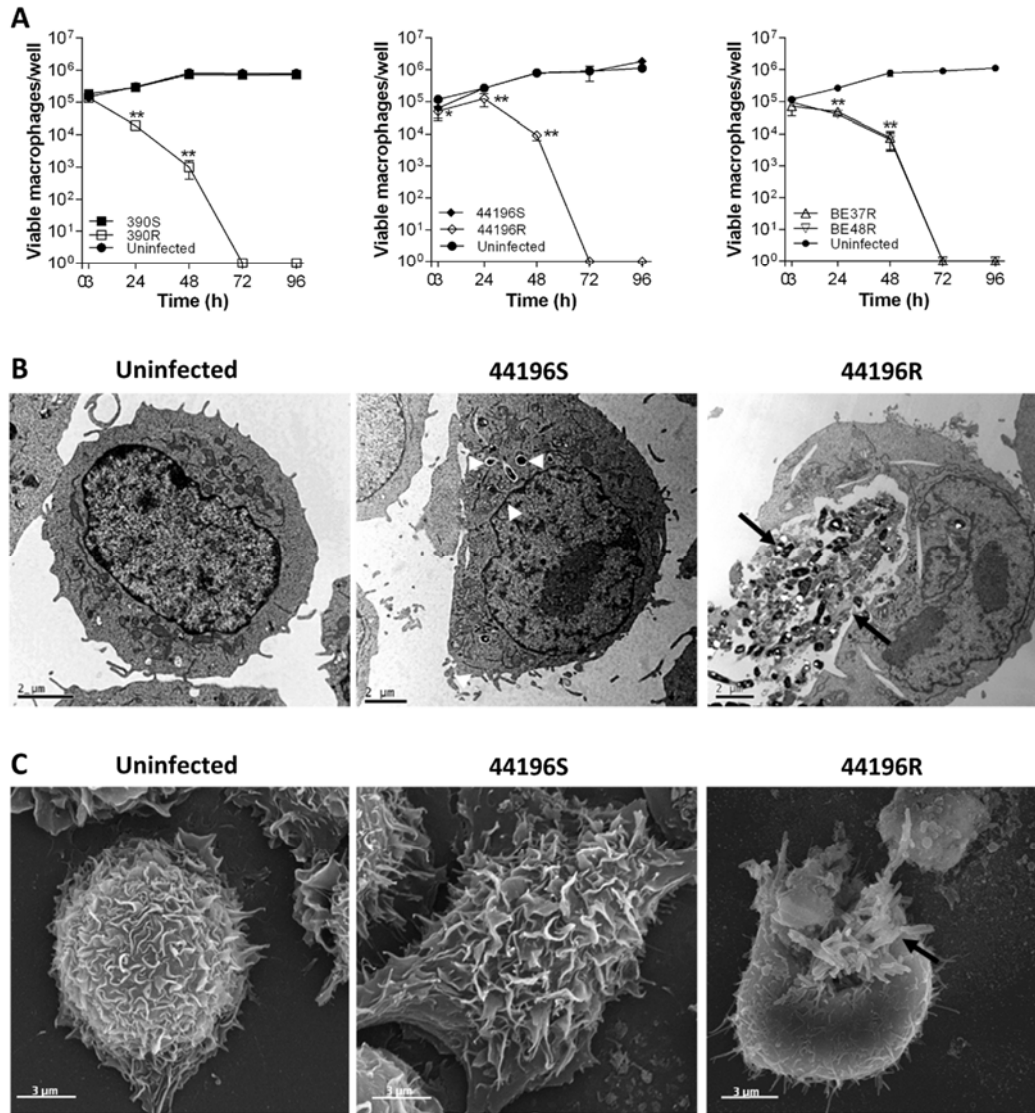 A
Viable macrophages/well
10⁷
10⁶
10⁵
10⁴
10³
10²
10¹
10⁰
**
**
390S
390R
Uninfected
03 24 48 72 96
Time (h)
Viable macrophages/well
10⁷
10⁶
10⁵
10⁴
10³
10²
10¹
10⁰
*
**
**
44196S
44196R
Uninfected
03 24 48 72 96
Time (h)
Viable macrophages/well
10⁷
10⁶
10⁵
10⁴
10³
10²
10¹
10⁰
**
**
BE37R
BE48R
Uninfected
03 24 48 72 96
Time (h)
B
Uninfected
44196S
44196R
2 µm
2 µm
2 µm
C
Uninfected
44196S
44196R
3 µm
3 µm
3 µm